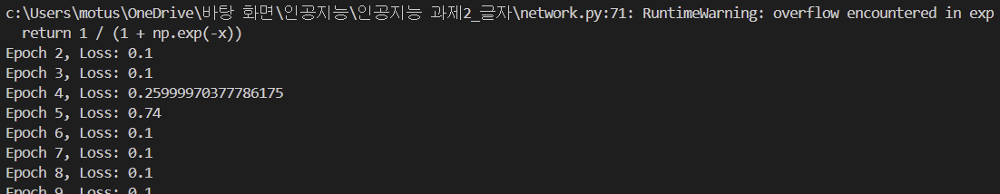 c:\Users\motus\OneDrive\바탕 화면\인공지능\인공지능 과제2_글자\network.py:71: RuntimeWarning: overflow encountered in exp
return 1 / (1 + np.exp(-x))
Epoch 2, Loss: 0.1
Epoch 3, Loss: 0.1
Epoch 4, Loss: 0.25999970377786175
Epoch 5, Loss: 0.74
Epoch 6, Loss: 0.1
Epoch 7, Loss: 0.1
Epoch 8, Loss: 0.1
Epoch 9, Loss: 0.1